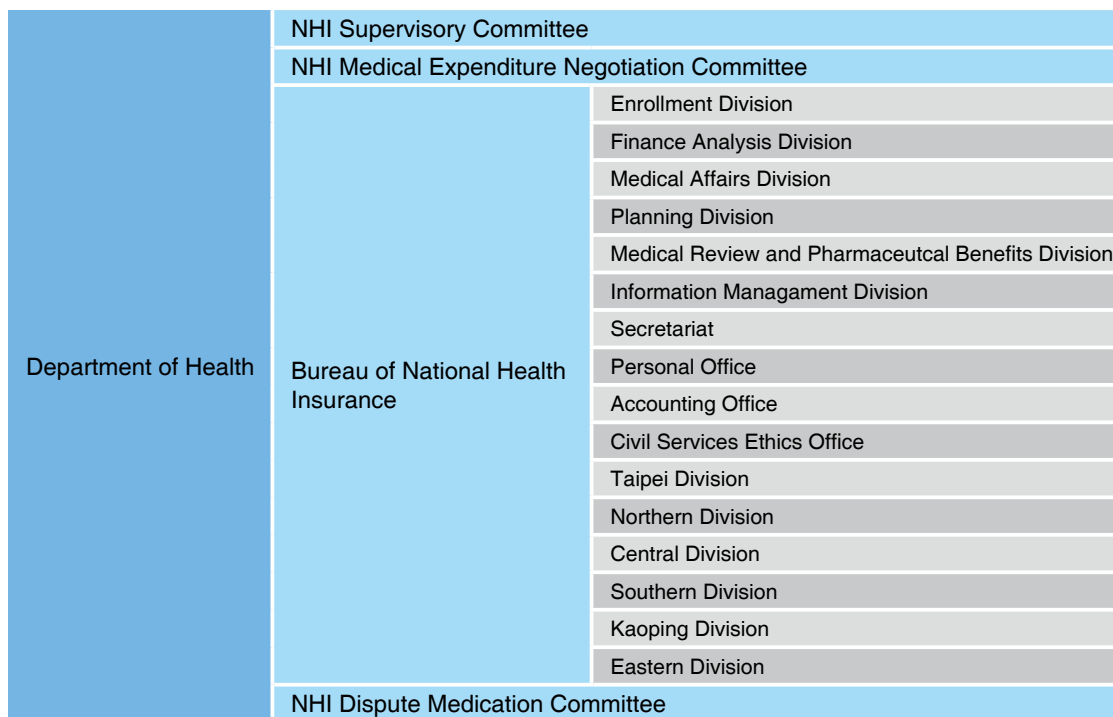 NHI Supervisory Committee
NHI Medical Expenditure Negotiation Committee
Department of Health
Bureau of National Health
Insurance
Enrollment Division
Finance Analysis Division
Medical Affairs Division
Planning Division
Medical Review and Pharmaceutcal Benefits Division
Information Managament Division
Secretariat
Personal Office
Accounting Office
Civil Services Ethics Office
Taipei Division
Northern Division
Central Division
Southern Division
Kaoping Division
Eastern Division
NHI Dispute Medication Committee